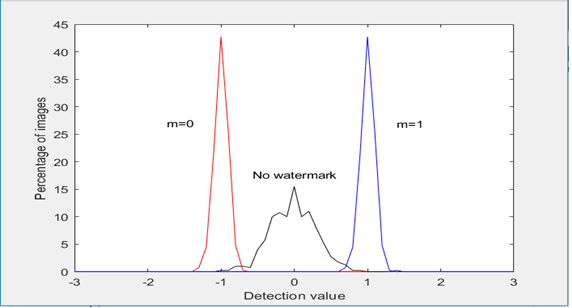 45
40
35
30
25
20
15
10
5
0
-3 -2 -1 0 1 2 3
Percentage of images
Detection value
m=0
m=1
No watermark